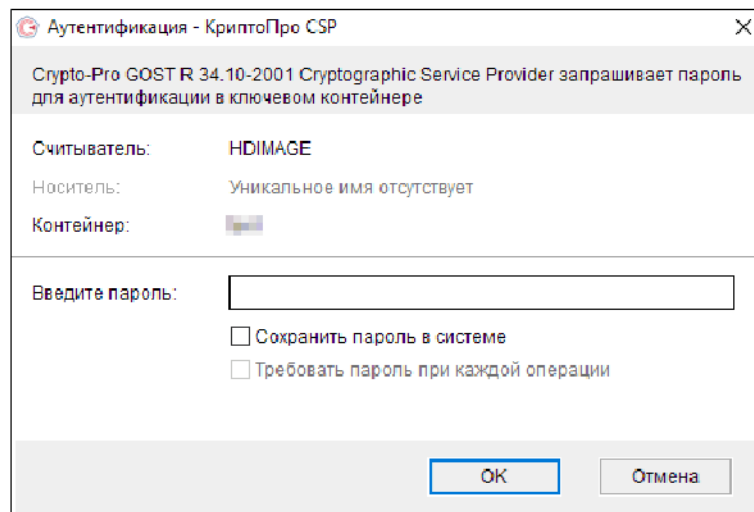 Аутентификация - КриптоПро CSP
Crypto-Pro GOST R 34.10-2001 Cryptographic Service Provider запрашивает пароль
для аутентификации в ключевом контейнере
Считыватель: HDIMAGE
Носитель: Уникальное имя отсутствует
Контейнер:
Введите пароль:
Сохранить пароль в системе
Требовать пароль при каждой операции
OK Отмена